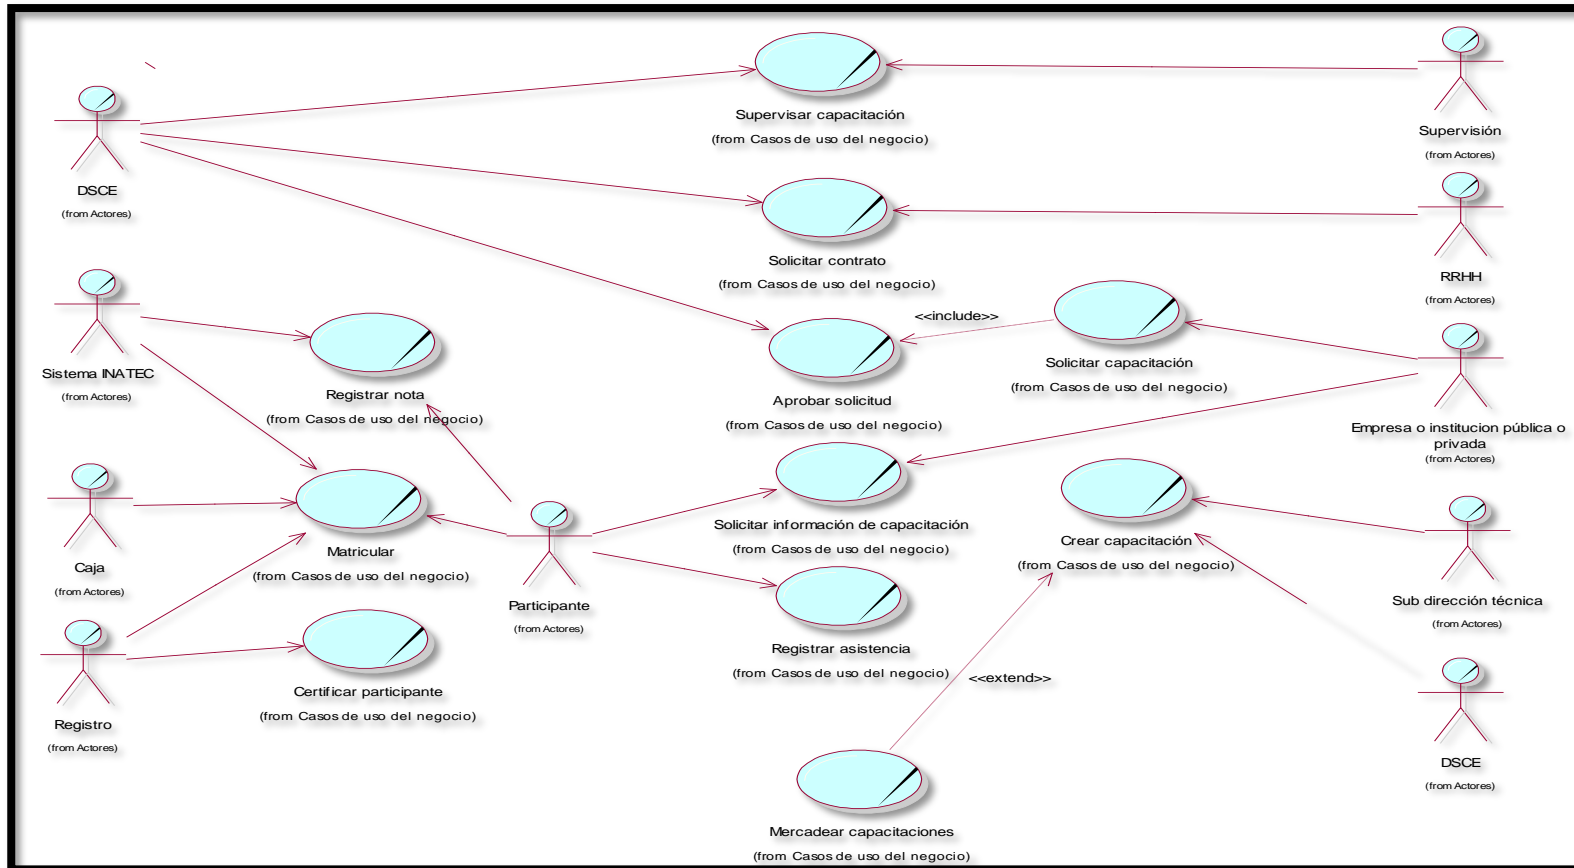 Supervisar capacitación
(from Casos de uso del negocio)
Supervisión
(from Actores)
DSCE
(from Actores)
Solicitar contrato
(from Casos de uso del negocio)
RRHH
(from Actores)
Sistema INATEC
(from Actores)
Registrar nota
(from Casos de uso del negocio)
<<include>>
Aprobar solicitud
(from Casos de uso del negocio)
Solicitar capacitación
(from Casos de uso del negocio)
Empresa o institucion pública o
privada
(from Actores)
Caja
(from Actores)
Matricular
(from Casos de uso del negocio)
Participante
(from Actores)
Solicitar información de capacitación
(from Casos de uso del negocio)
Crear capacitación
(from Casos de uso del negocio)
Sub dirección técnica
(from Actores)
Registro
(from Actores)
Certificar participante
(from Casos de uso del negocio)
Registrar asistencia
(from Casos de uso del negocio)
<<extend>>
DSCE
(from Actores)
Mercadear capacitaciones
(from Casos de uso del negocio)